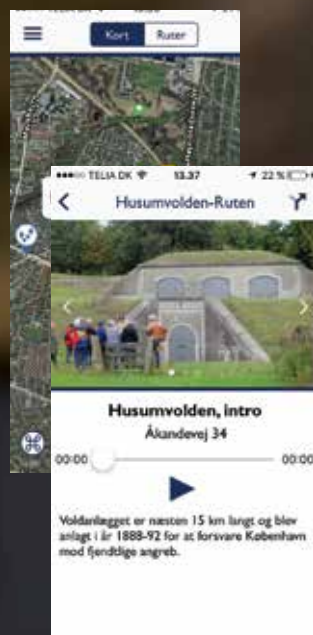 Kort Ruter
TELIA DK 13.37 22 %
Husumvolden-Ruten
Husumvolden, intro
Åkandevej 34
00:00 00:00
Voldanlægget er næsten 15 km langt og blev
anlagt i år 1888-92 for at forsvare København
mod fjendtlige angreb.